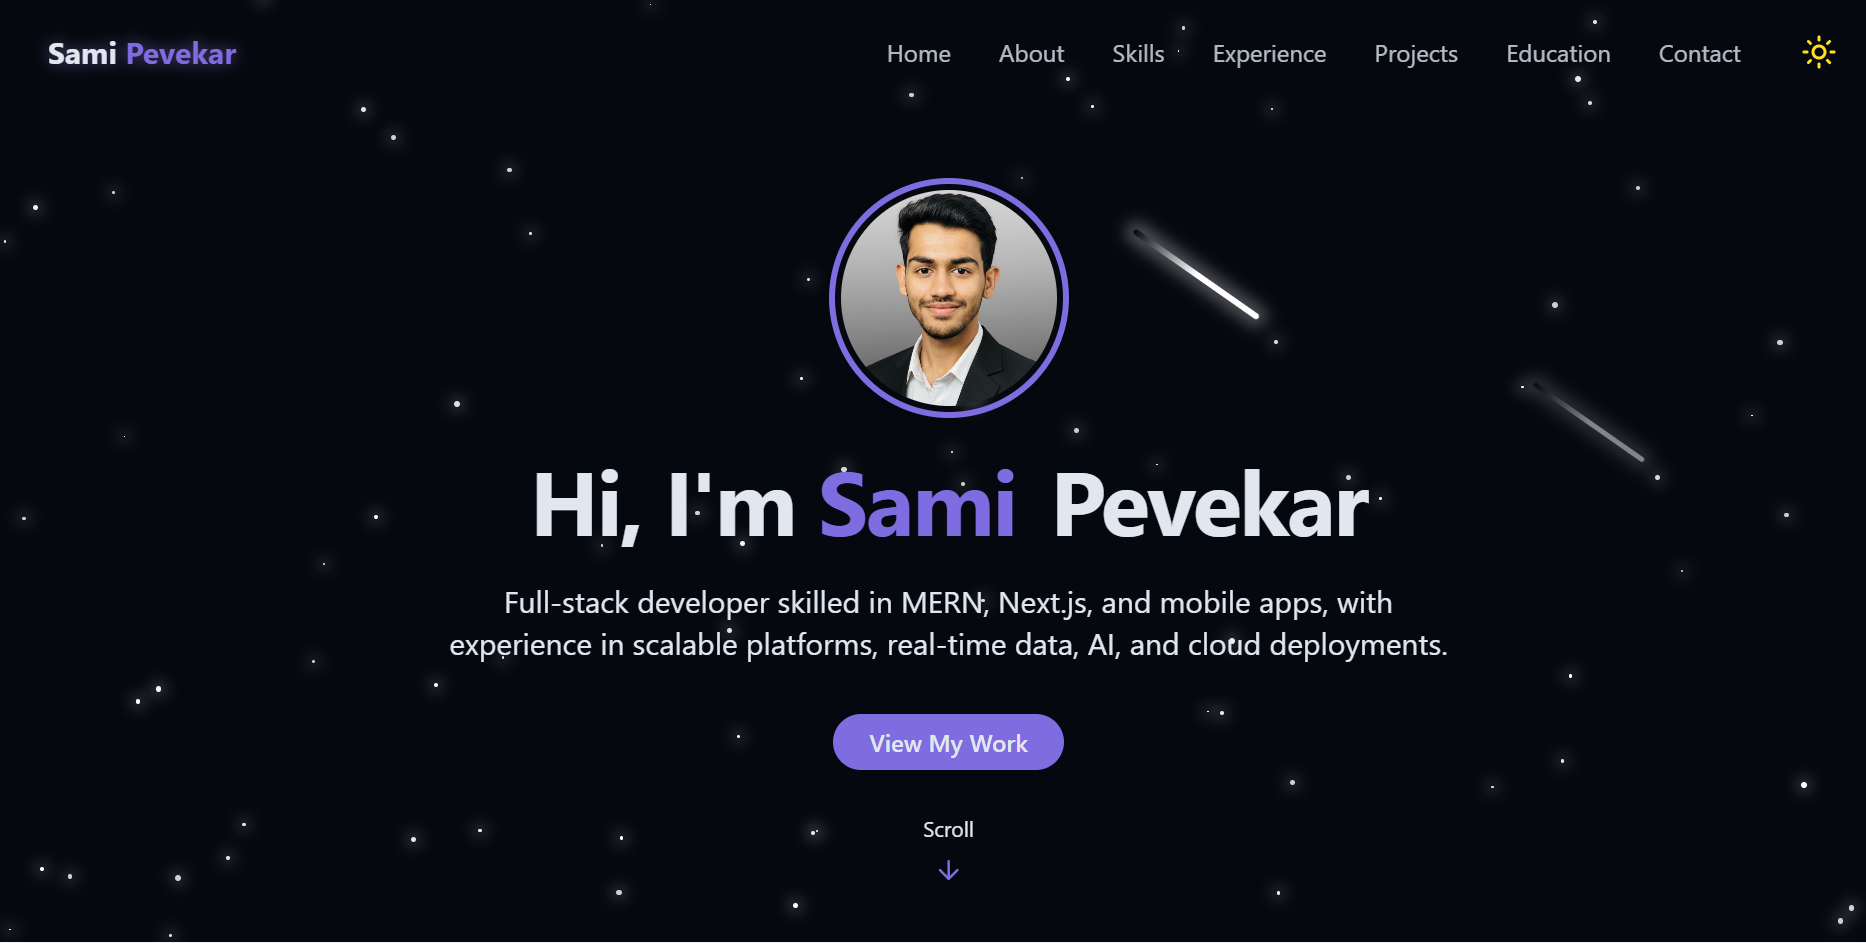 Sami Pevekar
Home About Skills Experience Projects Education Contact
Hi, I'm Sami Pevekar
Full-stack developer skilled in MERN, Next.js, and mobile apps, with
experience in scalable platforms, real-time data, AI, and cloud deployments.
View My Work
Scroll